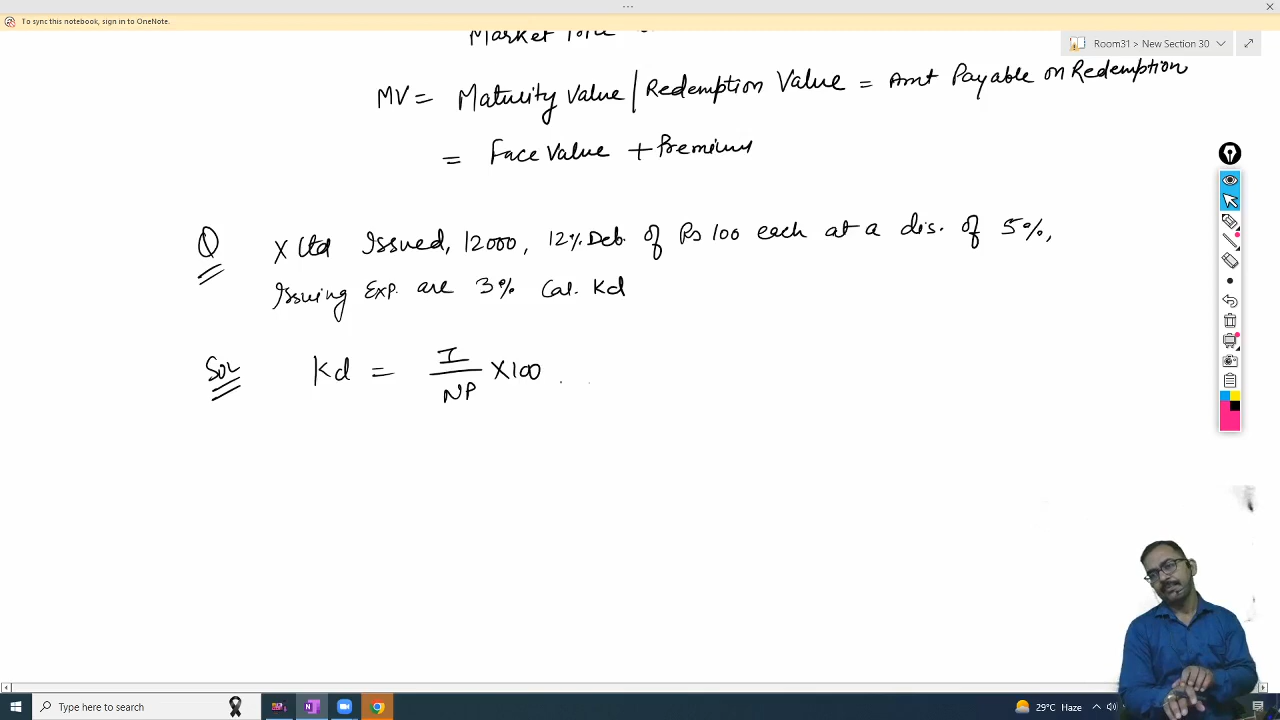 To sync this notebook, sign in to OneNote.
Room31 > New Section 30
Market
MV = Maturity Value | Redemption Value = Amt Payable on Redemption
= Face Value + Premium
Q X Ltd Issued, 12000, 12% Deb. of Rs 100 each at a dis. of 5%,
Issuing Exp. are 3% Cal. Kd
Sol Kd = I/NP X100
Type here to search
29°C Haze